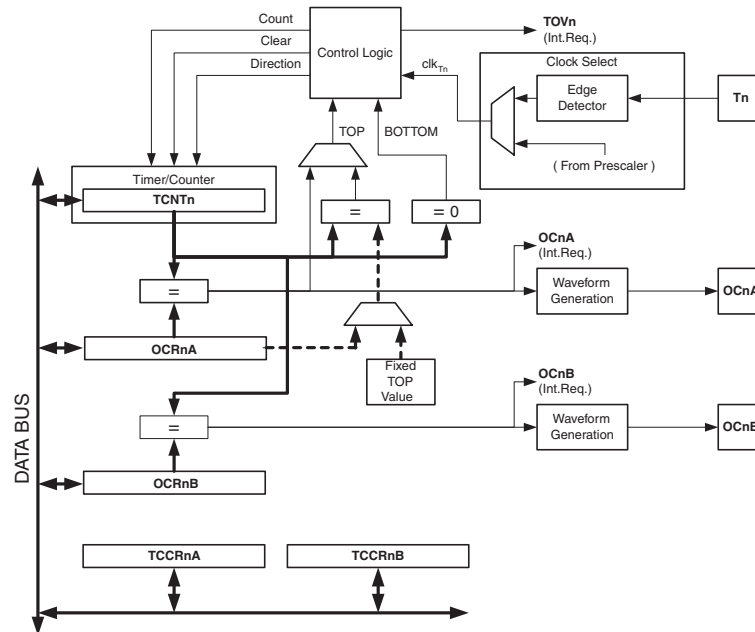 Count
Clear
Direction
Control Logic
TOVn
(Int.Req.)
clkTn
Clock Select
Edge
Detector
Tn
( From Prescaler )
TOP
BOTTOM
Timer/Counter
TCNTn
=
= 0
OCnA
(Int.Req.)
=
Waveform
Generation
OCnA
OCRnA
Fixed
TOP
Value
OCnB
(Int.Req.)
=
Waveform
Generation
OCnB
OCRnB
DATA BUS
TCCRnA
TCCRnB